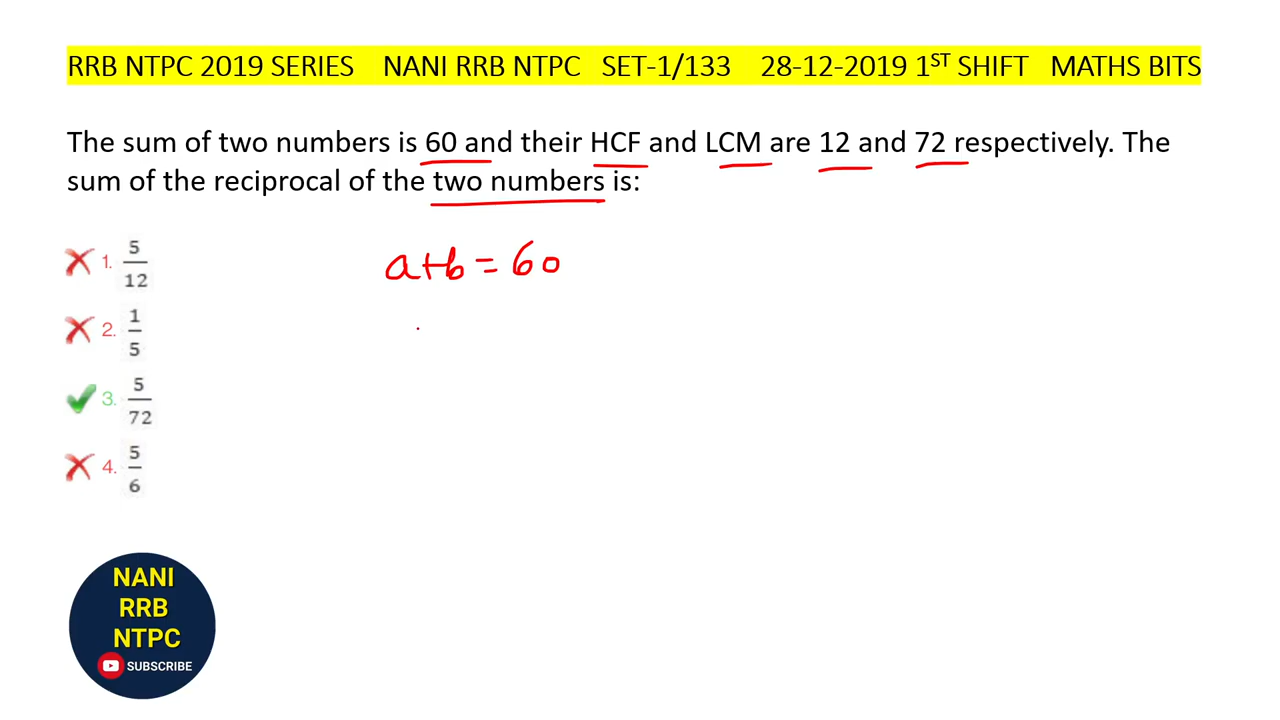 RRB NTPC 2019 SERIES NANI RRB NTPC SET-1/133 28-12-2019 1ST SHIFT MATHS BITS
The sum of two numbers is 60 and their HCF and LCM are 12 and 72 respectively. The
sum of the reciprocal of the two numbers is:
a+b = 60
1. 5/12
2. 1/5
3. 5/72
4. 5/6
NANI
RRB
NTPC
SUBSCRIBE